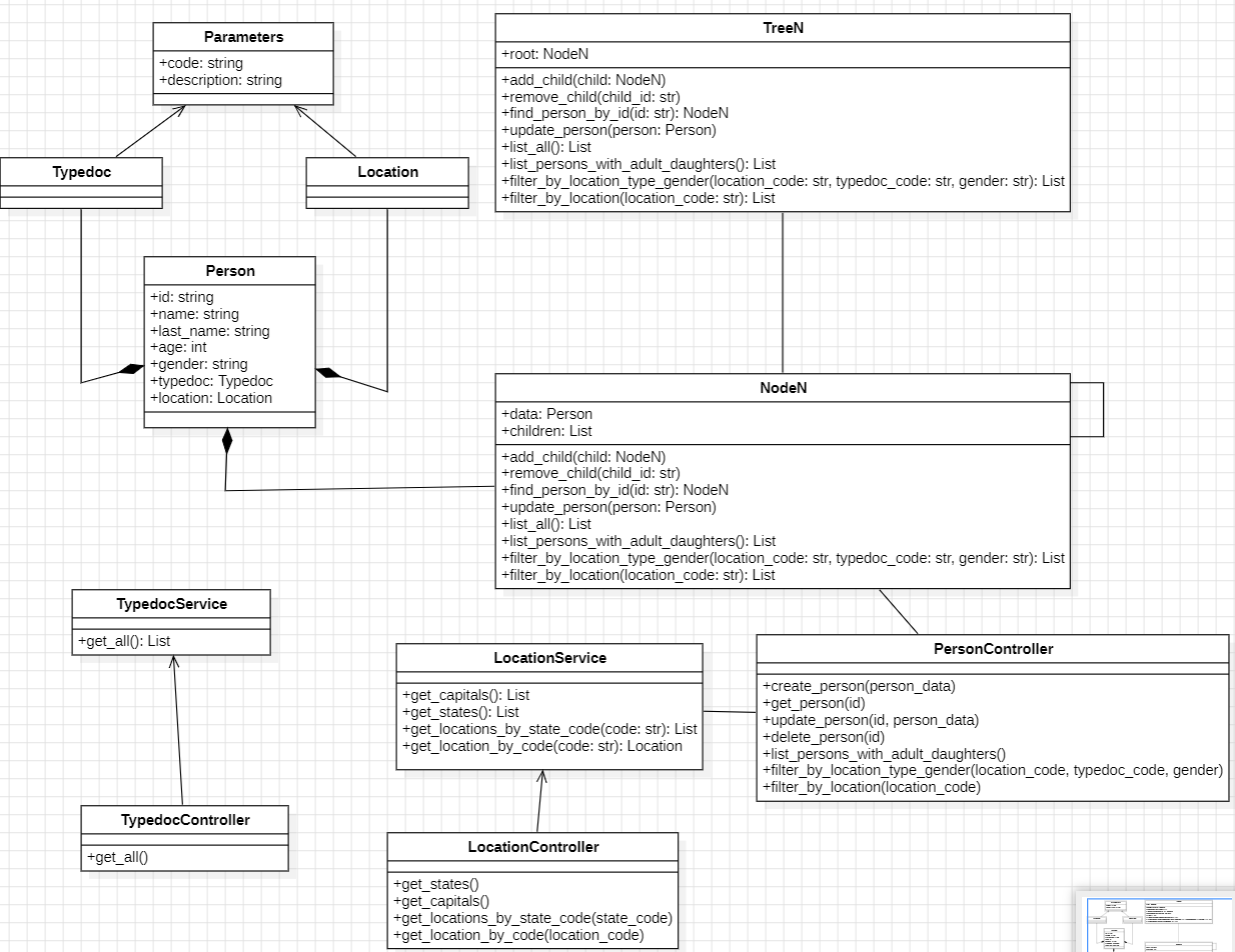 Parameters
+code: string
+description: string
TreeN
+root: NodeN
+add_child(child: NodeN)
+remove_child(child_id: str)
+find_person_by_id(id: str): NodeN
+update_person(person: Person)
+list_all(): List
+list_persons_with_adult_daughters(): List
+filter_by_location_type_gender(location_code: str, typedoc_code: str, gender: str): List
+filter_by_location(location_code: str): List
Typedoc
Location
Person
+id: string
+name: string
+last_name: string
+age: int
+gender: string
+typedoc: Typedoc
+location: Location
NodeN
+data: Person
+children: List
+add_child(child: NodeN)
+remove_child(child_id: str)
+find_person_by_id(id: str): NodeN
+update_person(person: Person)
+list_all(): List
+list_persons_with_adult_daughters(): List
+filter_by_location_type_gender(location_code: str, typedoc_code: str, gender: str): List
+filter_by_location(location_code: str): List
TypedocService
+get_all(): List
LocationService
+get_capitals(): List
+get_states(): List
+get_locations_by_state_code(code: str): List
+get_location_by_code(code: str): Location
PersonController
+create_person(person_data)
+get_person(id)
+update_person(id, person_data)
+delete_person(id)
+list_persons_with_adult_daughters()
+filter_by_location_type_gender(location_code, typedoc_code, gender)
+filter_by_location(location_code)
TypedocController
+get_all()
LocationController
+get_states()
+get_capitals()
+get_locations_by_state_code(state_code)
+get_location_by_code(location_code)